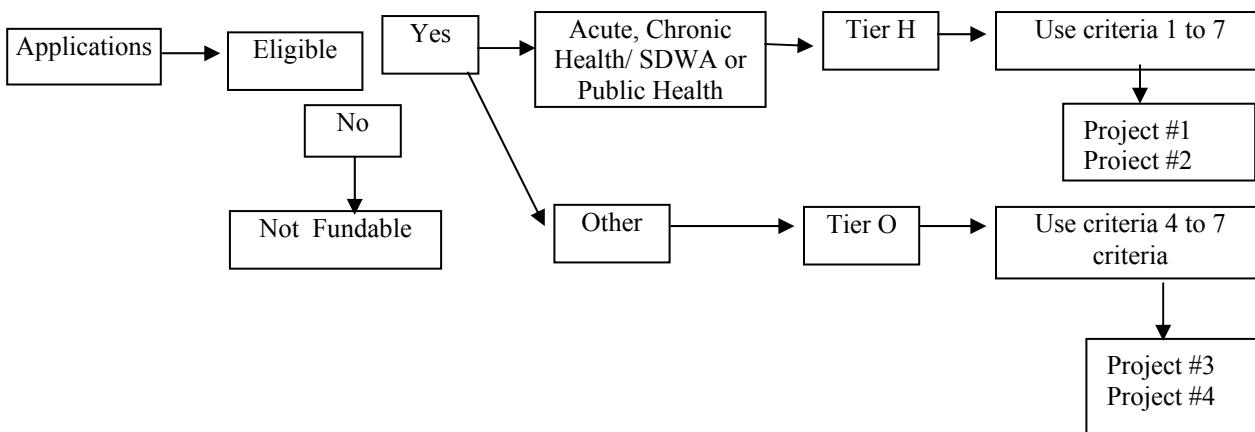 Applications
Eligible
Yes
Acute, Chronic
Health/ SDWA or
Public Health
Tier H
Use criteria 1 to 7
Project #1
Project #2
No
Not Fundable
Other
Tier O
Use criteria 4 to 7
criteria
Project #3
Project #4